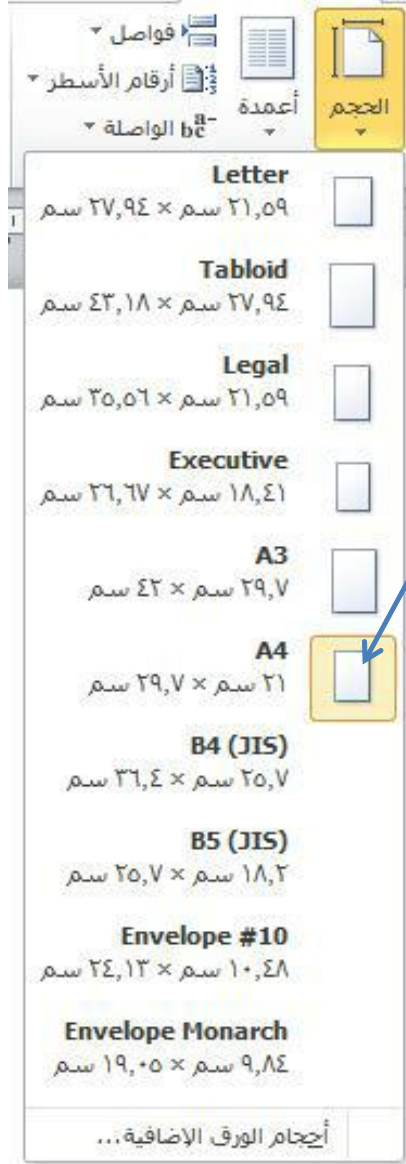 الحجم
أعمدة
فواصل
أرقام الأسطر
bc a- الواصلة
Letter
٢١,٥٩ سم × ٢٧,٩٤ سم
Tabloid
٢٧,٩٤ سم × ٤٣,١٨ سم
Legal
٢١,٥٩ سم × ٣٥,٥٦ سم
Executive
١٨,٤١ سم × ٢٦,٦٧ سم
A3
٢٩,٧ سم × ٤٢ سم
A4
٢١ سم × ٢٩,٧ سم
B4 (JIS)
٢٥,٧ سم × ٣٦,٤ سم
B5 (JIS)
١٨,٢ سم × ٢٥,٧ سم
Envelope #10
١٠,٤٨ سم × ٢٤,١٣ سم
Envelope Monarch
٩,٨٤ سم × ١٩,٠٥ سم
أحجام الورق الإضافية...